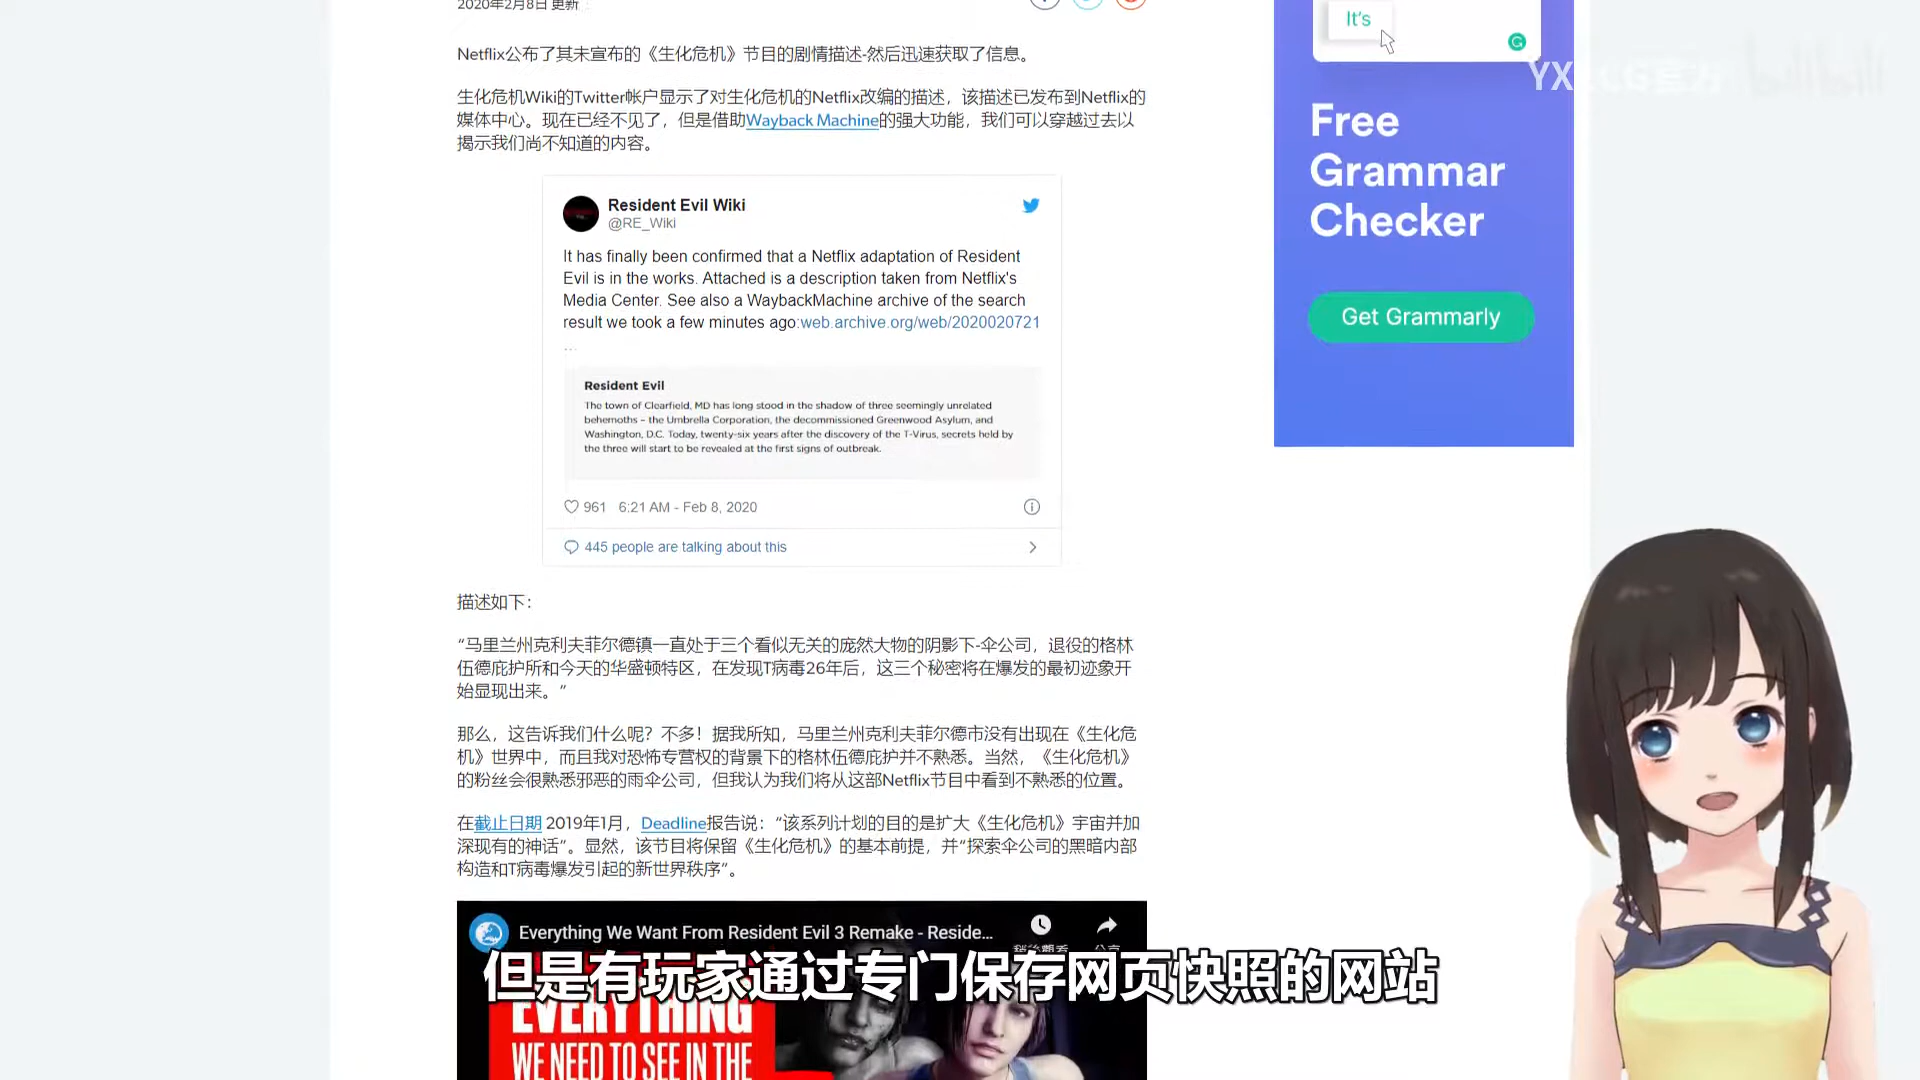 2020年2月8日 更新
Netflix公布了其未宣布的《生化危机》节目的剧情描述-然后迅速获取了信息。
生化危机Wiki的Twitter帐户显示了对生化危机的Netflix改编的描述，该描述已发布到Netflix的
媒体中心。现在已经不见了，但是借助Wayback Machine的强大功能，我们可以穿越过去以
揭示我们尚不知道的内容。
Resident Evil Wiki
@RE_Wiki
It has finally been confirmed that a Netflix adaptation of Resident
Evil is in the works. Attached is a description taken from Netflix's
Media Center. See also a WaybackMachine archive of the search
result we took a few minutes ago:web.archive.org/web/2020020721
...
Resident Evil
The town of Clearfield, MD has long stood in the shadow of three seemingly unrelated
behemoths – the Umbrella Corporation, the decommissioned Greenwood Asylum, and
Washington, D.C. Today, twenty-six years after the discovery of the T-Virus, secrets held by
the three will start to be revealed at the first signs of outbreak.
961 6:21 AM - Feb 8, 2020
445 people are talking about this
描述如下：
“马里兰州克利夫菲尔德镇一直处于三个看似无关的庞然大物的阴影下-伞公司，退役的格林
伍德庇护所和今天的华盛顿特区，在发现T病毒26年后，这三个秘密将在爆发的最初迹象开
始显现出来。”
那么，这告诉我们什么呢？不多！据我所知，马里兰州克利夫菲尔德市没有出现在《生化危
机》世界中，而且我对恐怖专营权的背景下的格林伍德庇护并不熟悉。当然，《生化危机》
的粉丝会很熟悉邪恶的雨伞公司，但我认为我们将从这部Netflix节目中看到不熟悉的位置。
在截止日期 2019年1月，Deadline报告说：“该系列计划的目的是扩大《生化危机》宇宙并加
深现有的神话”。显然，该节目将保留《生化危机》的基本前提，并“探索伞公司的黑暗内部
构造和T病毒爆发引起的新世界秩序”。
Everything We Want From Resident Evil 3 Remake - Reside...
稍後觀看 分享
但是有玩家通过专门保存网页快照的网站
EVERYTHING
WE NEED TO SEE IN THE
It's
Free
Grammar
Checker
Get Grammarly
bilibili